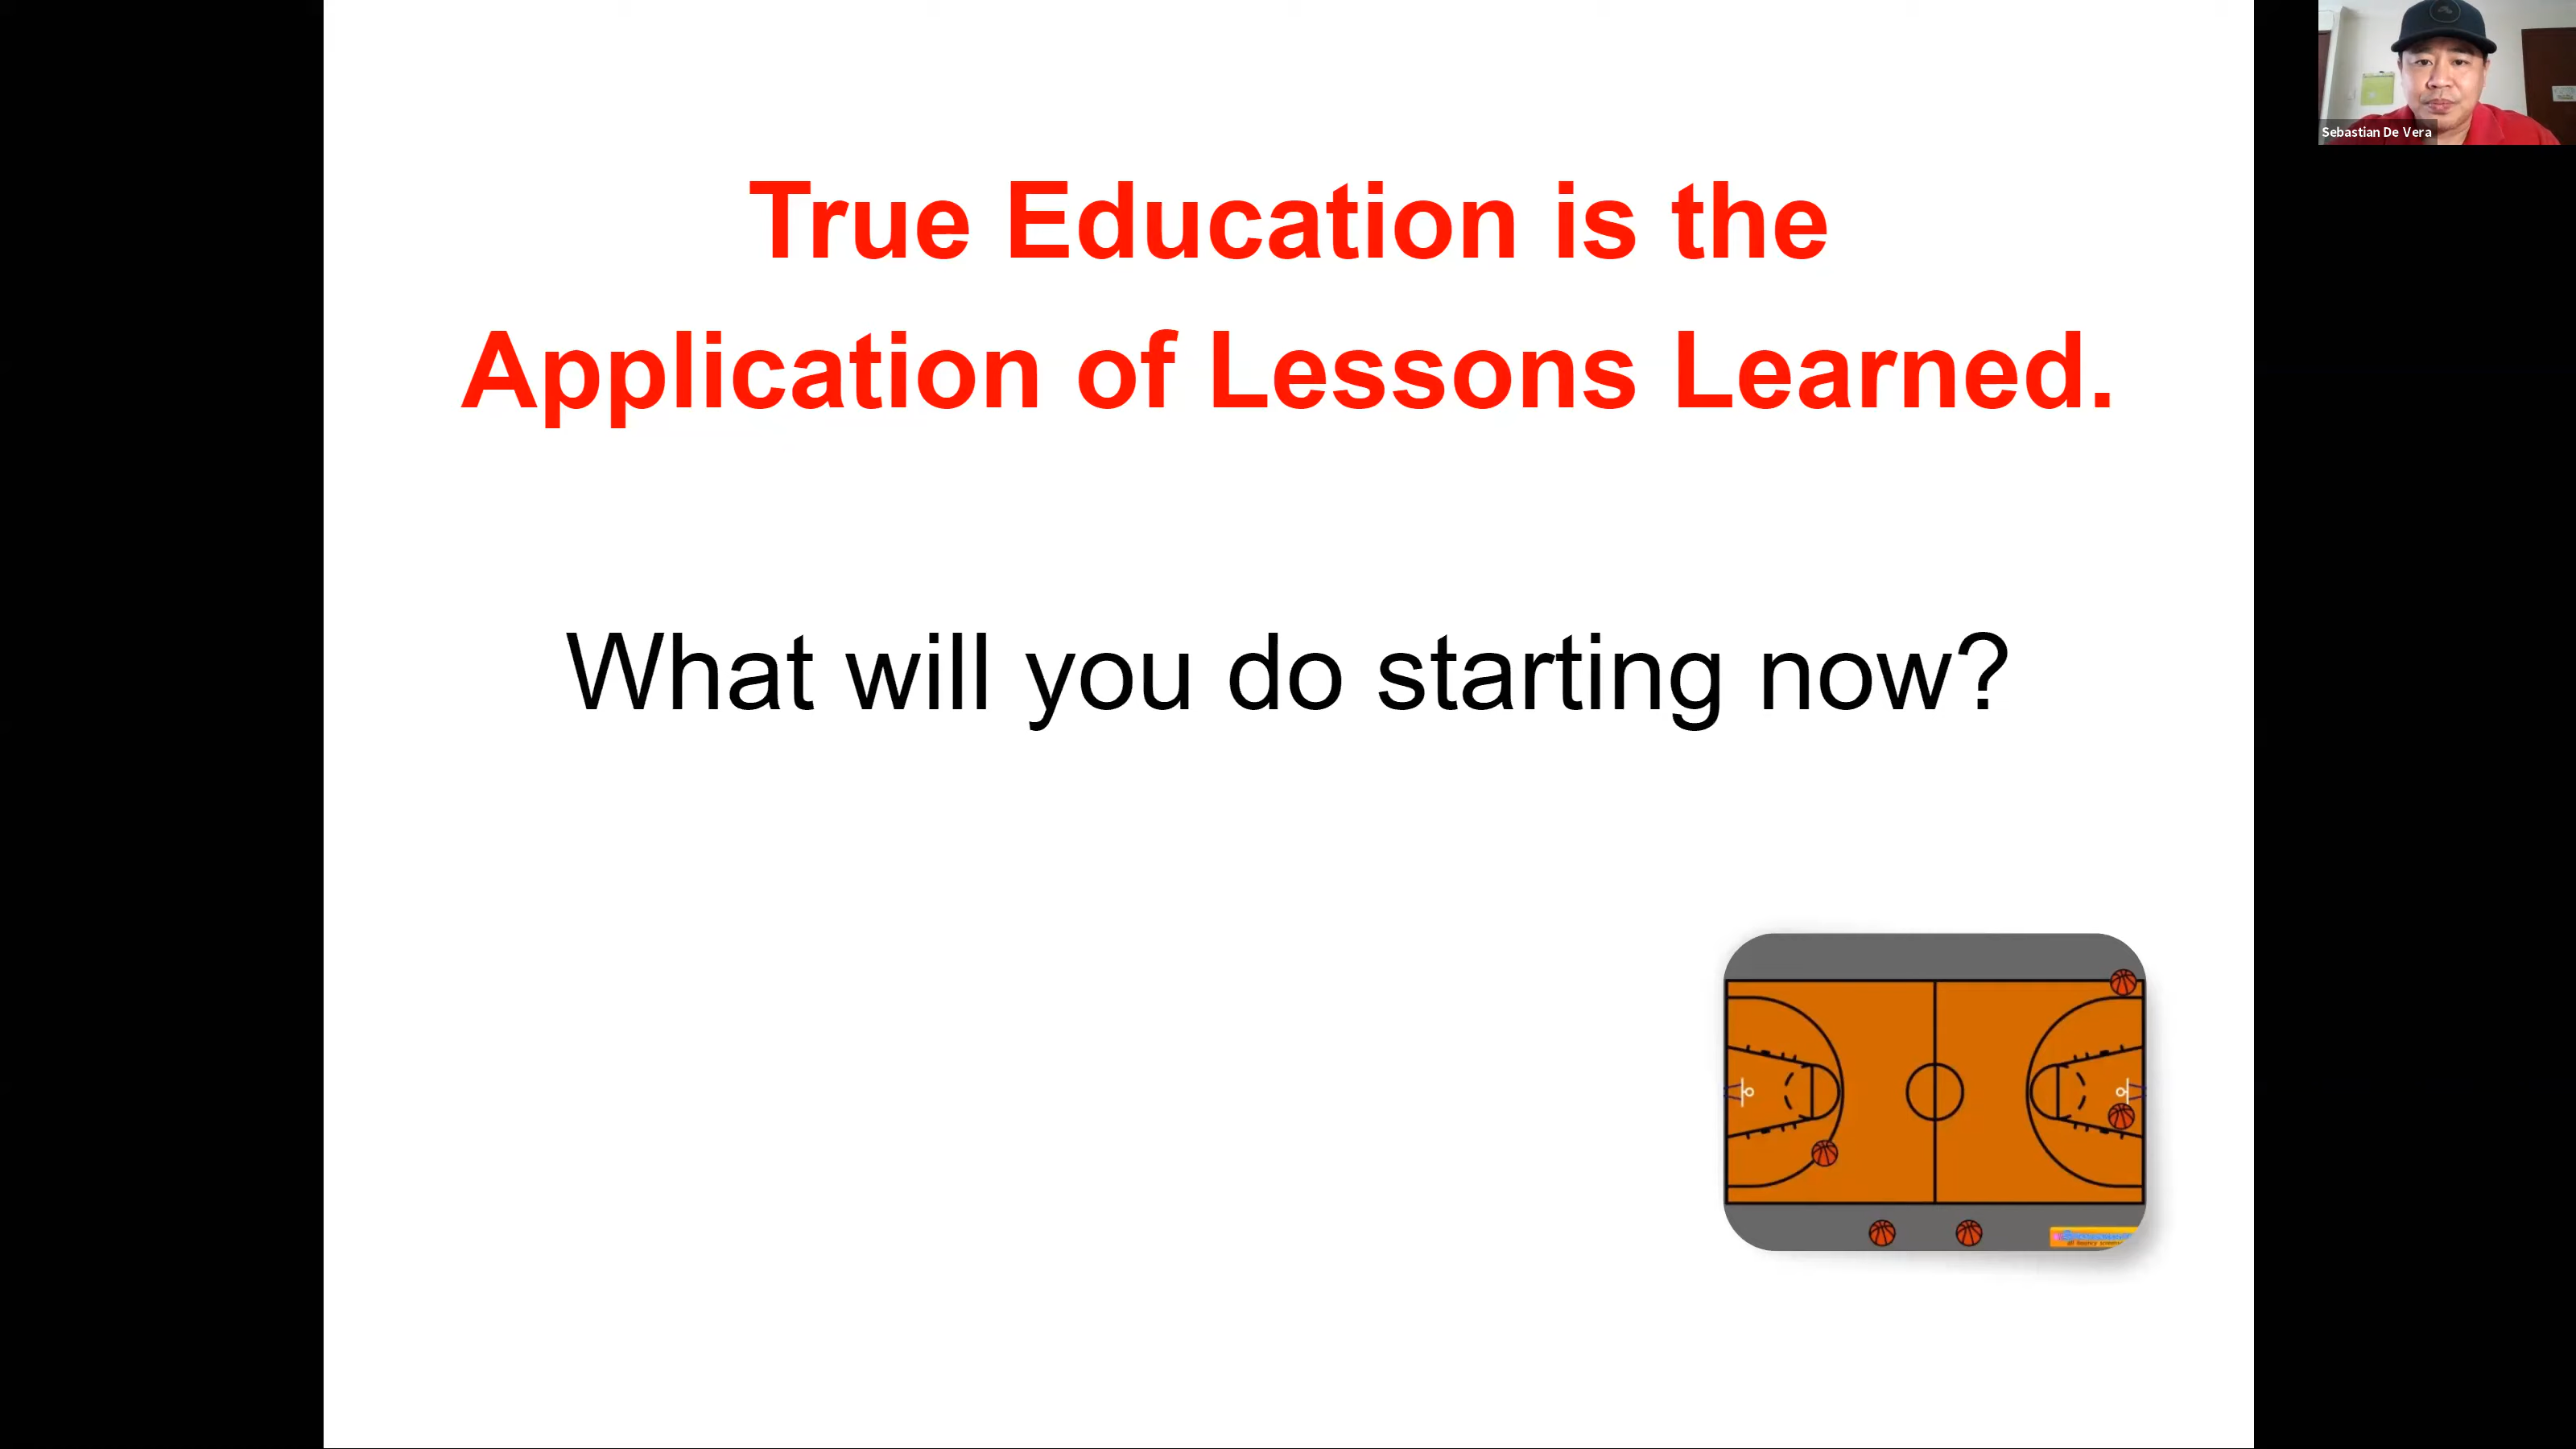 True Education is the
Application of Lessons Learned.
What will you do starting now?
Sebastian De Vera